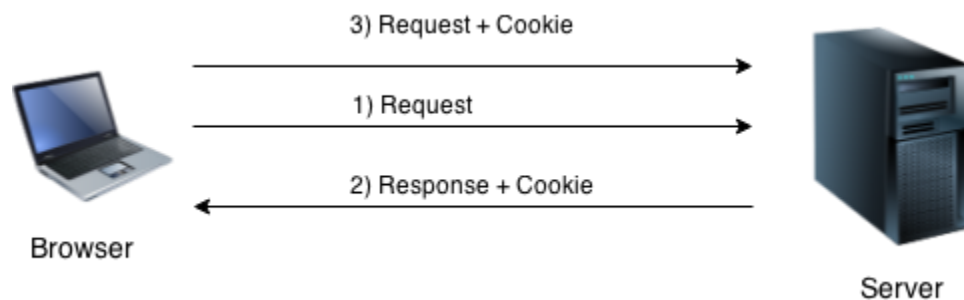 3) Request + Cookie
1) Request
2) Response + Cookie
Browser
Server